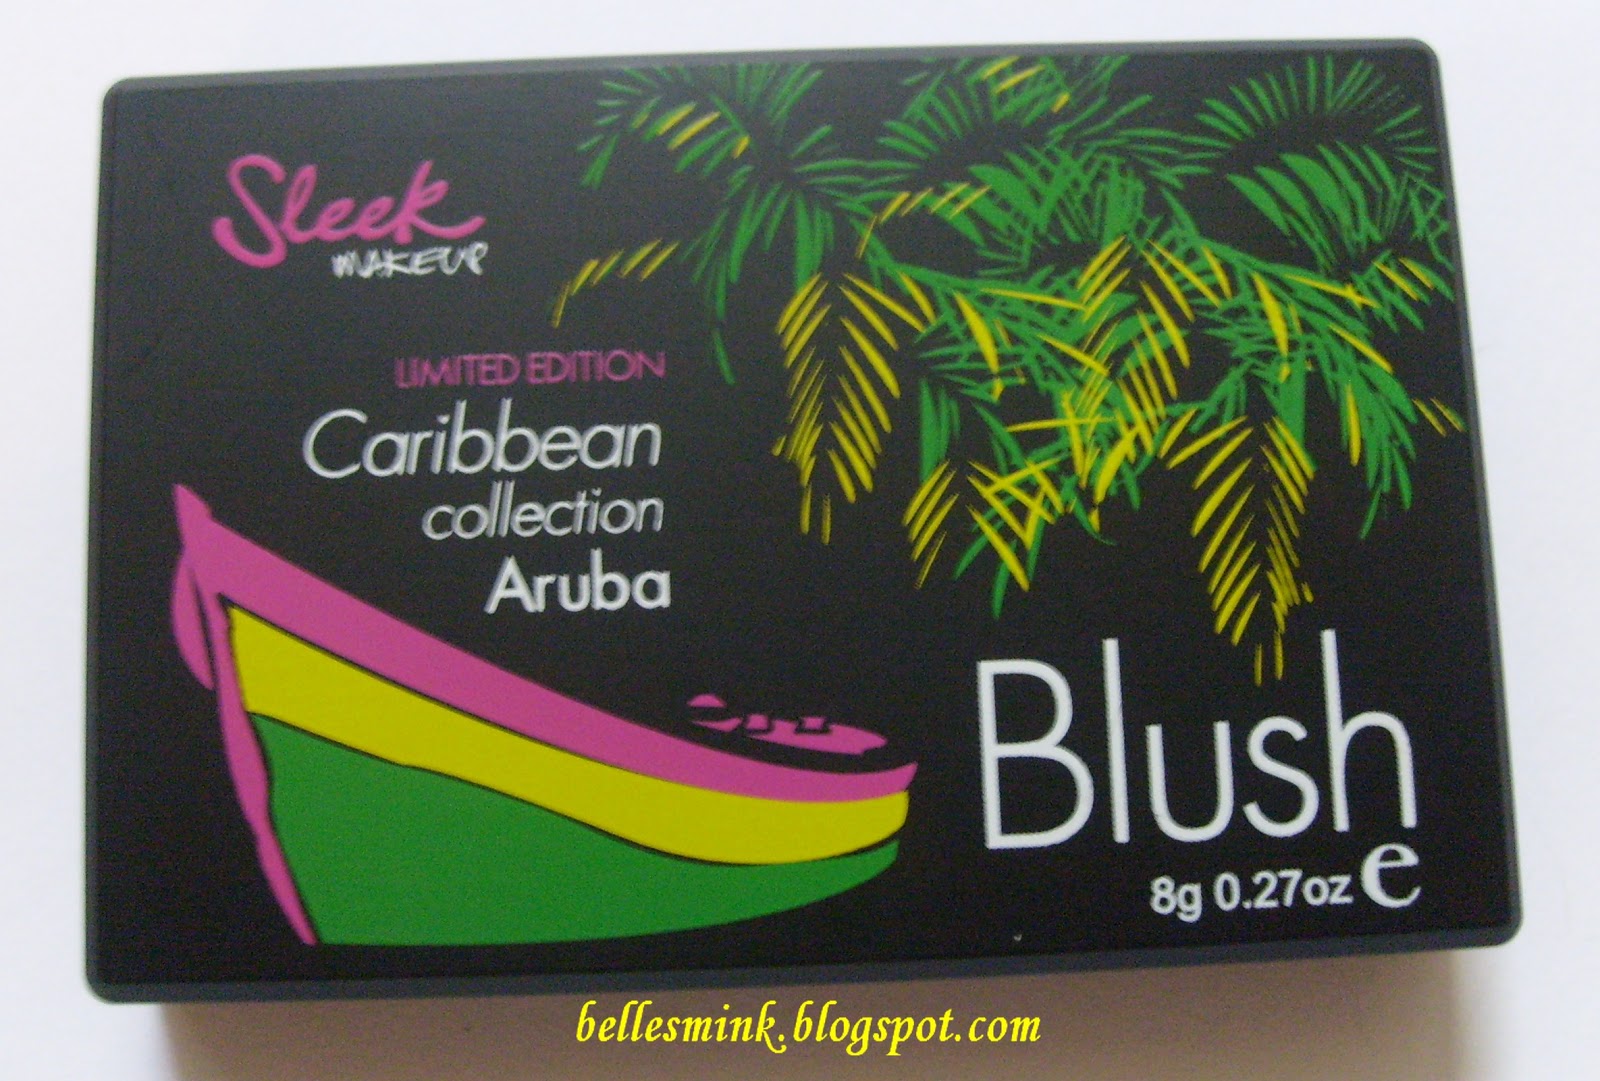 Sleek
MAKEUP
LIMITED EDITION
Caribbean
collection
Aruba
Blush
8g 0.27oz e
bellesmink.blogspot.com